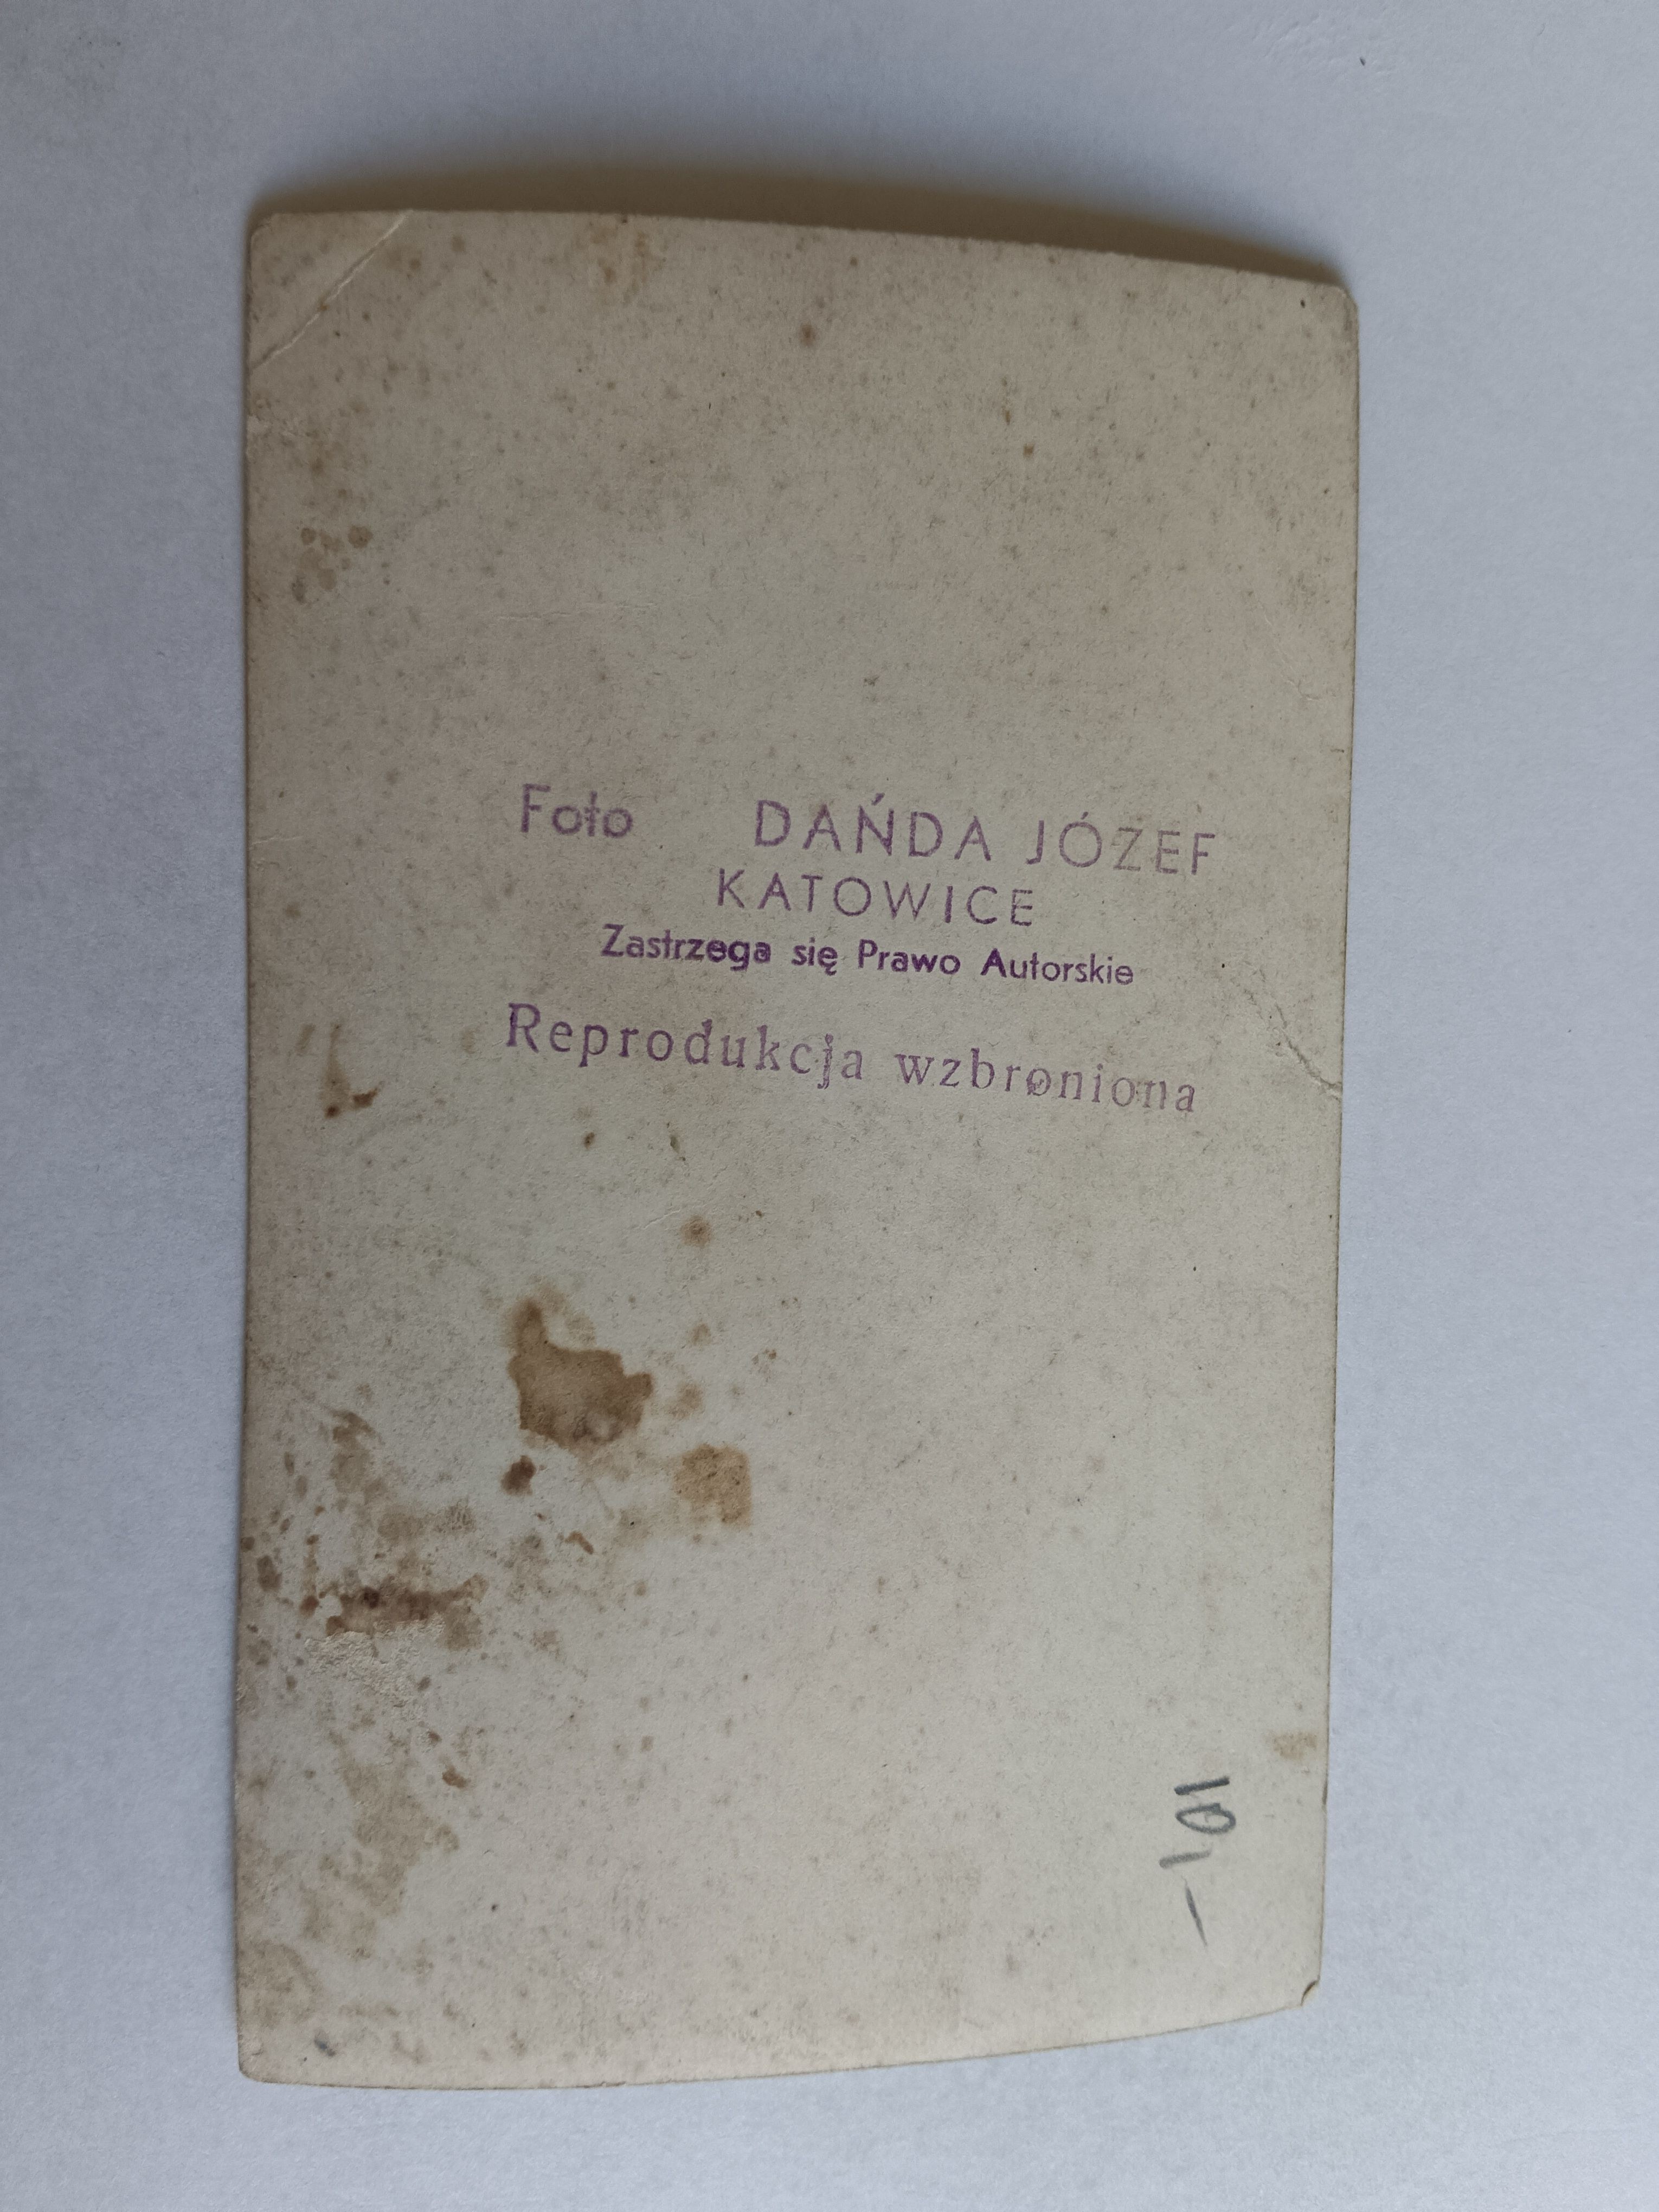 Foto DAŃDA JÓZEF
KATOWICE
Zastrzega się Prawo Autorskie
Reprodukcja wzbroniona
101-